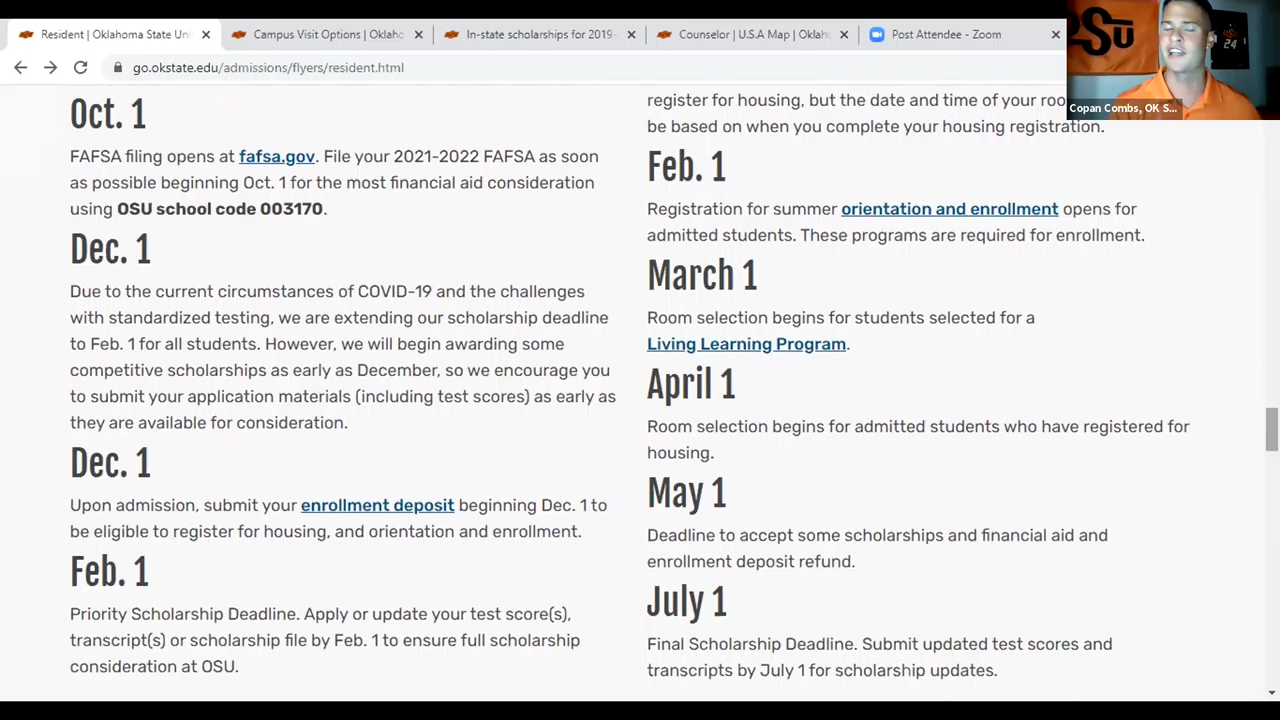 Resident | Oklahoma State Uni
Campus Visit Options | Oklaho
In-state scholarships for 2019-
Counselor | U.S.A Map | Oklah
Post Attendee - Zoom
go.okstate.edu/admissions/flyers/resident.html
OSU
OSU
24
Copan Combs, OK S...
Oct. 1
FAFSA filing opens at fafsa.gov. File your 2021-2022 FAFSA as soon
as possible beginning Oct. 1 for the most financial aid consideration
using OSU school code 003170.
Dec. 1
Due to the current circumstances of COVID-19 and the challenges
with standardized testing, we are extending our scholarship deadline
to Feb. 1 for all students. However, we will begin awarding some
competitive scholarships as early as December, so we encourage you
to submit your application materials (including test scores) as early as
they are available for consideration.
Dec. 1
Upon admission, submit your enrollment deposit beginning Dec. 1 to
be eligible to register for housing, and orientation and enrollment.
Feb. 1
Priority Scholarship Deadline. Apply or update your test score(s),
transcript(s) or scholarship file by Feb. 1 to ensure full scholarship
consideration at OSU.
register for housing, but the date and time of your
be based on when you complete your housing registration.
Feb. 1
Registration for summer orientation and enrollment opens for
admitted students. These programs are required for enrollment.
March 1
Room selection begins for students selected for a
Living Learning Program.
April 1
Room selection begins for admitted students who have registered for
housing.
May 1
Deadline to accept some scholarships and financial aid and
enrollment deposit refund.
July 1
Final Scholarship Deadline. Submit updated test scores and
transcripts by July 1 for scholarship updates.